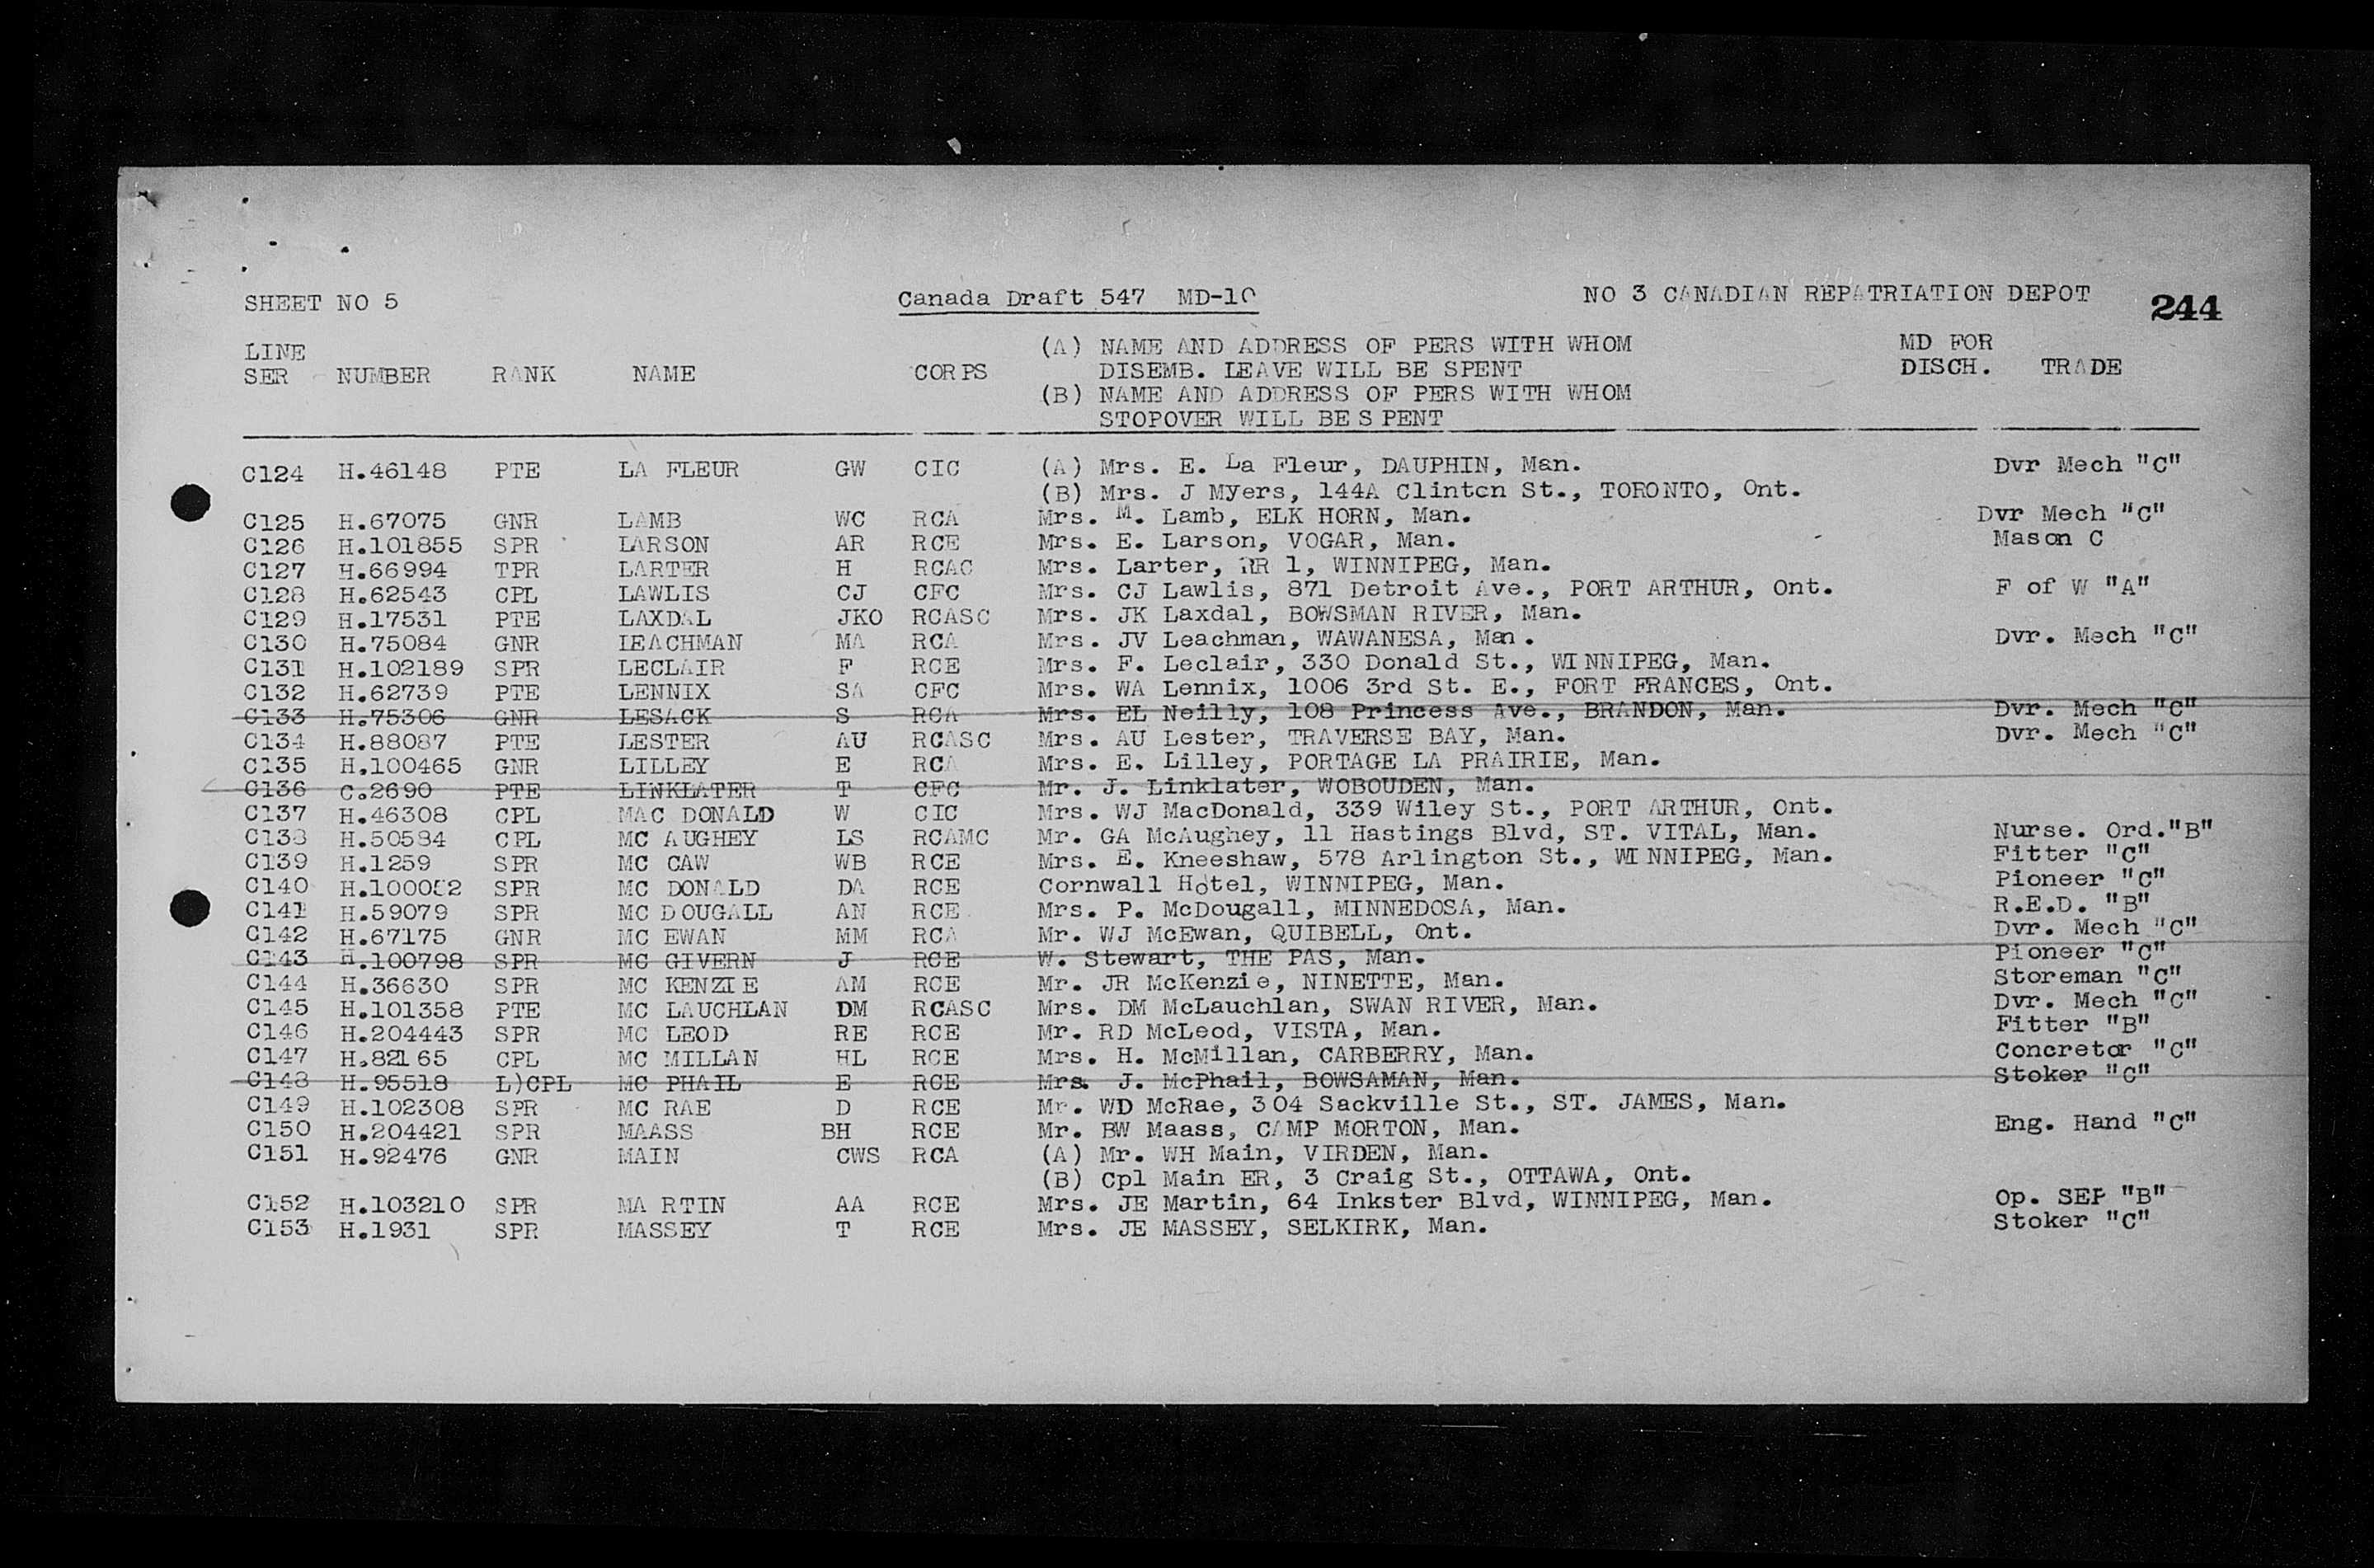 SHEET NO 5 Canada Draft 547 MD-10 NO 3 CANADIAN REPATRIATION DEPOT 244
LINE (A) NAME AND ADDRESS OF PERS WITH WHOM MD FOR
SER NUMBER RANK NAME CORPS DISEMB. LEAVE WILL BE SPENT DISCH. TRADE
(B) NAME AND ADDRESS OF PERS WITH WHOM
STOPOVER WILL BE SPENT
C124 H.46148 PTE LA FLEUR GW CIC (A) Mrs. E. La Fleur, DAUPHIN, Man. Dvr Mech "C"
(B) Mrs. J Myers, 144A Clinton St., TORONTO, Ont.
C125 H.67075 GNR LAMB WC RCA Mrs. M. Lamb, ELK HORN, Man. Dvr Mech "C"
C126 H.101855 SPR LARSON AR RCE Mrs. E. Larson, VOGAR, Man. Mason C
C127 H.66994 TPR LARTER H RCAC Mrs. Larter, RR 1, WINNIPEG, Man.
C128 H.62543 CPL LAWLIS CJ CFC Mrs. CJ Lawlis, 871 Detroit Ave., PORT ARTHUR, Ont. F of W "A"
C129 H.17531 PTE LAXDAL JKO RCASC Mrs. JK Laxdal, BOWSMAN RIVER, Man.
C130 H.75084 GNR LEACHMAN MA RCA Mrs. JV Leachman, WAWANESA, Man. Dvr. Mech "C"
C131 H.102189 SPR LECLAIR F RCE Mrs. F. Leclair, 330 Donald St., WINNIPEG, Man.
C132 H.62739 PTE LENNIX SA CFC Mrs. WA Lennix, 1006 3rd St. E., FORT FRANCES, Ont.
C133 H.75306 GNR LESACK S RCA Mrs. EL Neilly, 108 Princess Ave., BRANDON, Man. Dvr. Mech "C"
C134 H.88087 PTE LESTER AU RCASC Mrs. AU Lester, TRAVERSE BAY, Man. Dvr. Mech "C"
C135 H.100465 GNR LILLEY E RCA Mrs. E. Lilley, PORTAGE LA PRAIRIE, Man.
C136 C.2690 PTE LINKLATER T CFC Mr. J. Linklater, WOBOUDEN, Man.
C137 H.46308 CPL MAC DONALD W CIC Mrs. WJ MacDonald, 339 Wiley St., PORT ARTHUR, Ont.
C138 H.50584 CPL MC AUGHEY LS RCAMC Mr. GA McAughey, 11 Hastings Blvd, ST. VITAL, Man. Nurse. Ord."B"
C139 H.1259 SPR MC CAW WB RCE Mrs. E. Kneeshaw, 578 Arlington St., WINNIPEG, Man. Fitter "C"
C140 SPR MC DONALD DA RCE Cornwall Hotel, WINNIPEG, Man. Pioneer "C"
C141 H.59079 SPR MC DOUGALL AN RCE Mrs. P. McDougall, MINNEDOSA, Man. R.E.D. "B"
C142 H.67175 GNR MC EWAN MM RCA Mr. WJ McEwan, QUIBELL, Ont. Dvr. Mech "C"
C143 H.100798 SPR MC GIVERN J RCE W. Stewart, THE PAS, Man. Pioneer "C"
C144 H.36630 SPR MC KENZIE AM RCE Mr. JR McKenzie, NINETTE, Man. Storeman "C"
C145 H.101358 PTE MC LAUCHLAN DM RCASC Mrs. DM McLauchlan, SWAN RIVER, Man. Dvr. Mech "C"
C146 H.204443 SPR MC LEOD RE RCE Mr. RD McLeod, VISTA, Man. Fitter "B"
C147 H.82165 CPL MC MILLAN HL RCE Mrs. H. McMillan, CARBERRY, Man. Concretor "C"
C148 H.95518 L)CPL MC PHAIL E RCE Mrs. J. McPhail, BOWSAMAN, Man. Stoker "C"
C149 H.102308 SPR MC RAE D RCE Mr. WD McRae, 304 Sackville St., ST. JAMES, Man.
C150 H.204421 SPR MAASS BH RCE Mr. BW Maass, CAMP MORTON, Man. Eng. Hand "C"
C151 H.92476 GNR MAIN CWS RCA (A) Mr. WH Main, VIRDEN, Man.
(B) Cpl Main ER, 3 Craig St., OTTAWA, Ont.
C152 H.103210 SPR MARTIN AA RCE Mrs. JE Martin, 64 Inkster Blvd, WINNIPEG, Man. Op. SEP "B"
C153 H.1931 SPR MASSEY T RCE Mrs. JE MASSEY, SELKIRK, Man. Stoker "C"